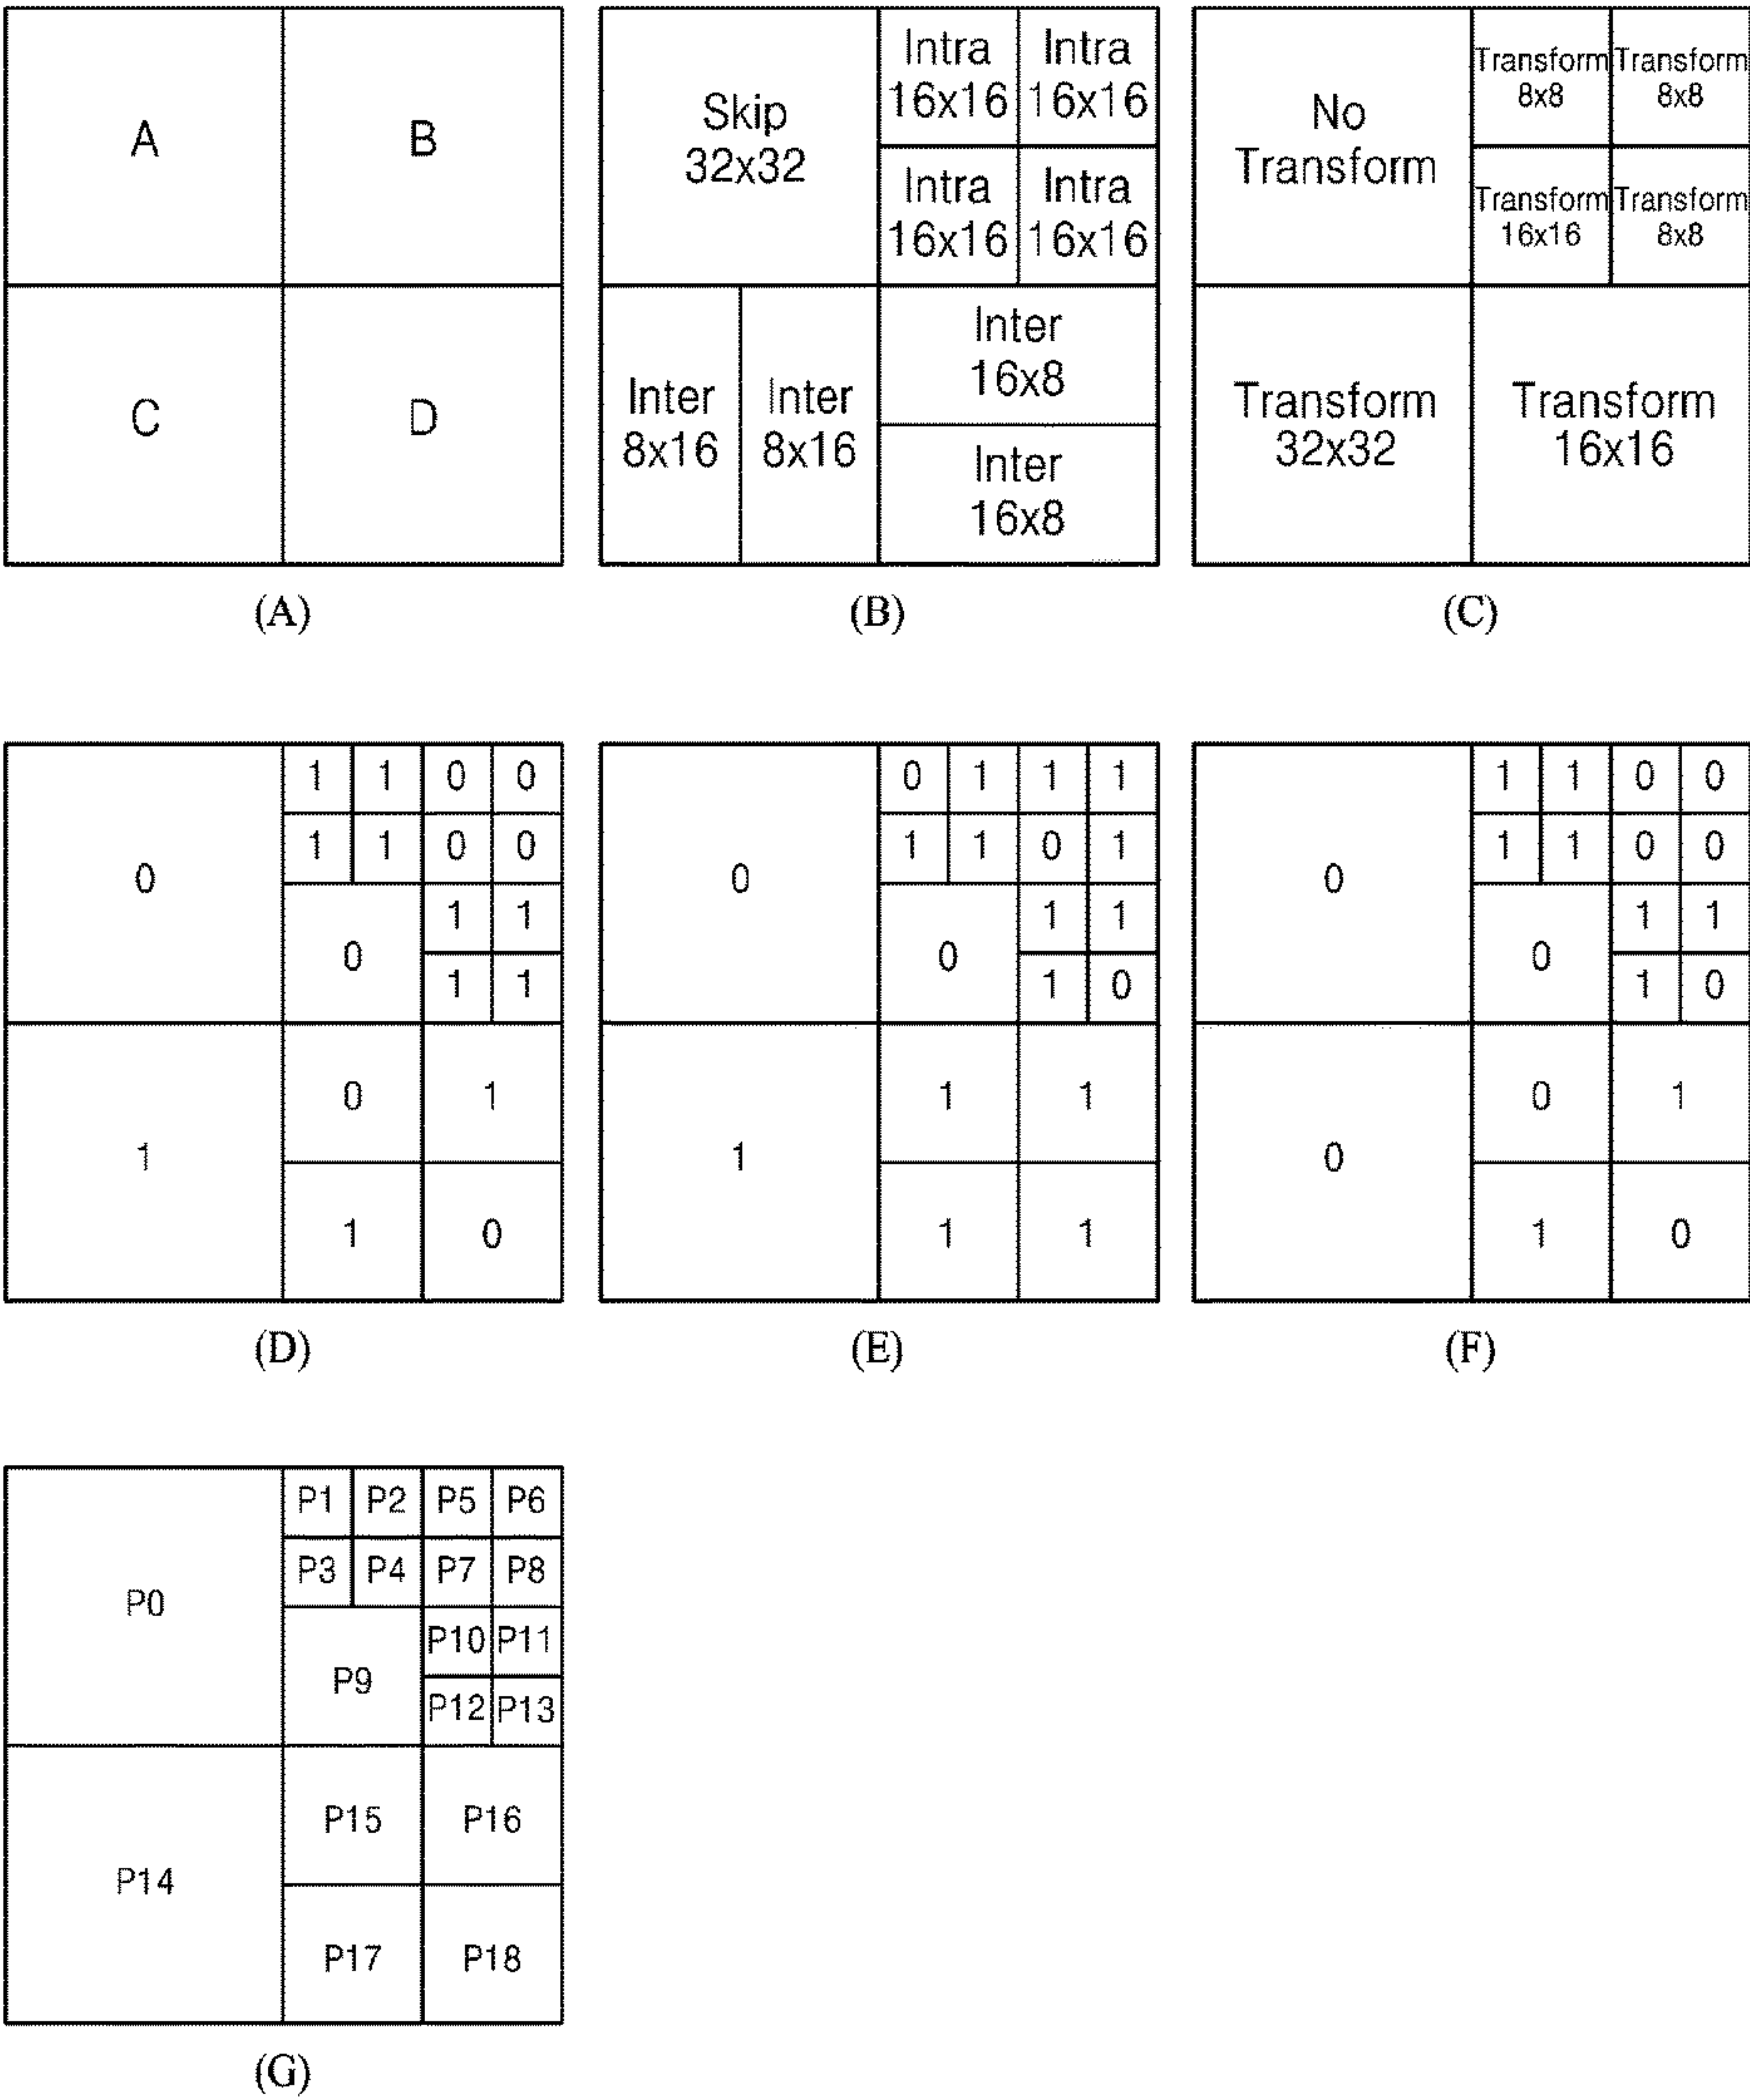 A B
C D
(A)
Skip
32x32
Intra
16x16
Intra
16x16
Intra
16x16
Intra
16x16
Inter
8x16
Inter
8x16
Inter
16x8
Inter
16x8
(B)
No
Transform
Transform
8x8
Transform
8x8
Transform
16x16
Transform
8x8
Transform
32x32
Transform
16x16
(C)
0
1 1 0 0
1 1 0 0
0
1 1
1 1
1
0 1
1 0
(D)
0
0 1 1 1
1 1 0 1
0
1 1
1 0
1
1 1
1 1
(E)
0
1 1 0 0
1 1 0 0
0
1 1
1 0
0
0 1
1 0
(F)
P0
P1 P2 P5 P6
P3 P4 P7 P8
P9
P10 P11
P12 P13
P14
P15 P16
P17 P18
(G)